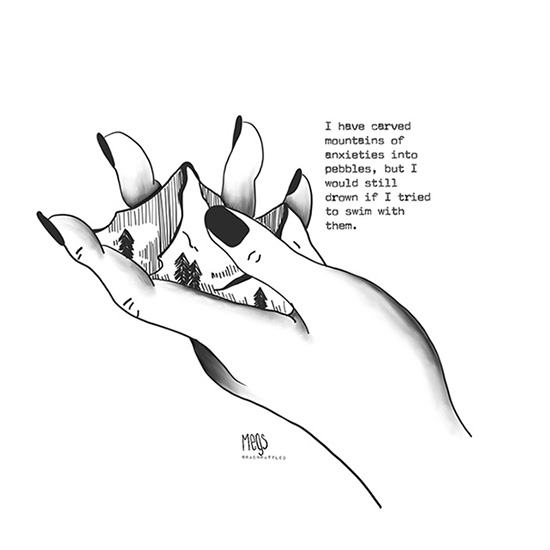 I have carved
mountains of
anxieties into
pebbles, but I
would still
drown if I tried
to swim with
them.
Megs